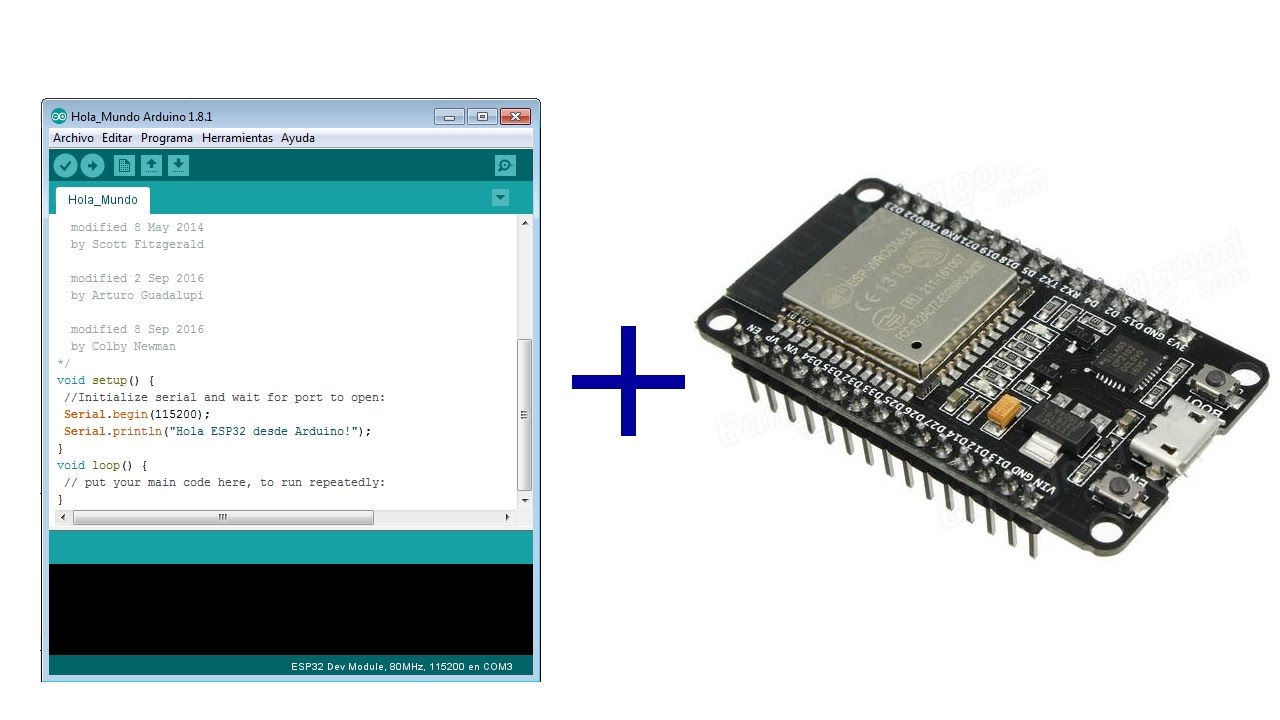 Hola_Mundo Arduino 1.8.1
Archivo Editar Programa Herramientas Ayuda
Hola_Mundo
modified 8 May 2014
by Scott Fitzgerald
modified 2 Sep 2016
by Arturo Guadalupi
modified 8 Sep 2016
by Colby Newman
*/
void setup() {
//Initialize serial and wait for port to open:
Serial.begin(115200);
Serial.println("Hola ESP32 desde Arduino!");
}
void loop() {
// put your main code here, to run repeatedly:
}
ESP32 Dev Module, 80MHz, 115200 en COM3
+
D23 D22 TX0 RX0 D21 D19 D18 D5 TX2 RX2 D4 D2 D15 GND 3V3
ESP-WROOM-32
CE1313
R 211-161007
EN VP VN D34 D35 D32 D33 D25 D26 D27 D14 D12 D13 GND VIN
BOOT
EN
Banggood
.com